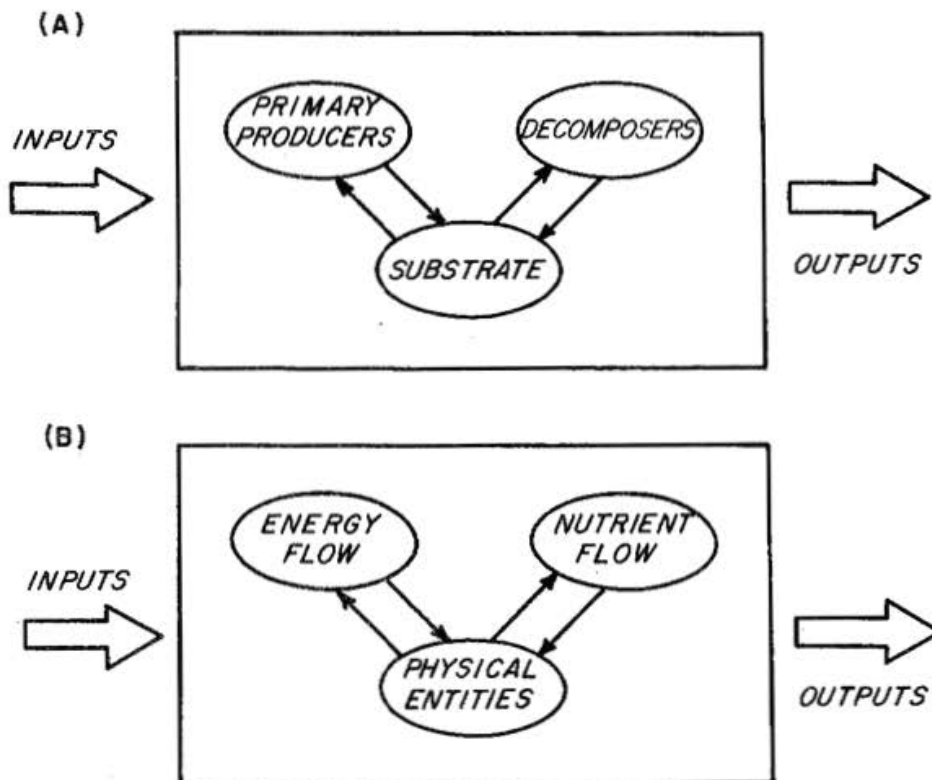 (A)
INPUTS
PRIMARY
PRODUCERS
DECOMPOSERS
SUBSTRATE
OUTPUTS
(B)
INPUTS
ENERGY
FLOW
NUTRIENT
FLOW
PHYSICAL
ENTITIES
OUTPUTS